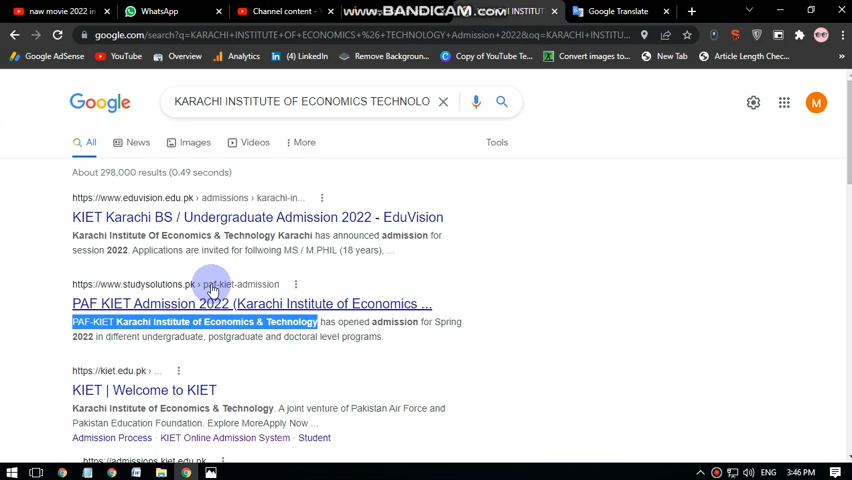 naw movie 2022 in
WhatsApp
Channel content - Y
www.BANDICAM.com
RACHI INSTITUT
Google Translate
google.com/search?q=KARACHI+INSTITUTE+OF+ECONOMICS+%26+TECHNOLOGY+Admission+2022&oq=KARACHI+INSTITU...
Google AdSense
YouTube
Overview
Analytics
(LinkedIn)
Remove Backgroun...
Copy of YouTube Te...
Convert images to...
New Tab
Article Length Chec...
Google
KARACHI INSTITUTE OF ECONOMICS TECHNOLO
M
All
News
Images
Videos
More
Tools
About 298,000 results (0.49 seconds)
https://www.eduvision.edu.pk › admissions › karachi-in...
KIET Karachi BS / Undergraduate Admission 2022 - EduVision
Karachi Institute Of Economics & Technology Karachi has announced admission for
session 2022. Applications are invited for follwoing MS / M.PHIL (18 years), ...
https://www.studysolutions.pk › paf-kiet-admission
PAF KIET Admission 2022 (Karachi Institute of Economics ...
PAF-KIET Karachi Institute of Economics & Technology has opened admission for Spring
2022 in different undergraduate, postgraduate and doctoral level programs.
https://kiet.edu.pk › ...
KIET | Welcome to KIET
Karachi Institute of Economics & Technology. A joint venture of Pakistan Air Force and
Pakistan Education Foundation. Explore MoreApply Now ...
Admission Process · KIET Online Admission System · Student
https://admissions.kiet.edu.pk
ENG
3:46 PM